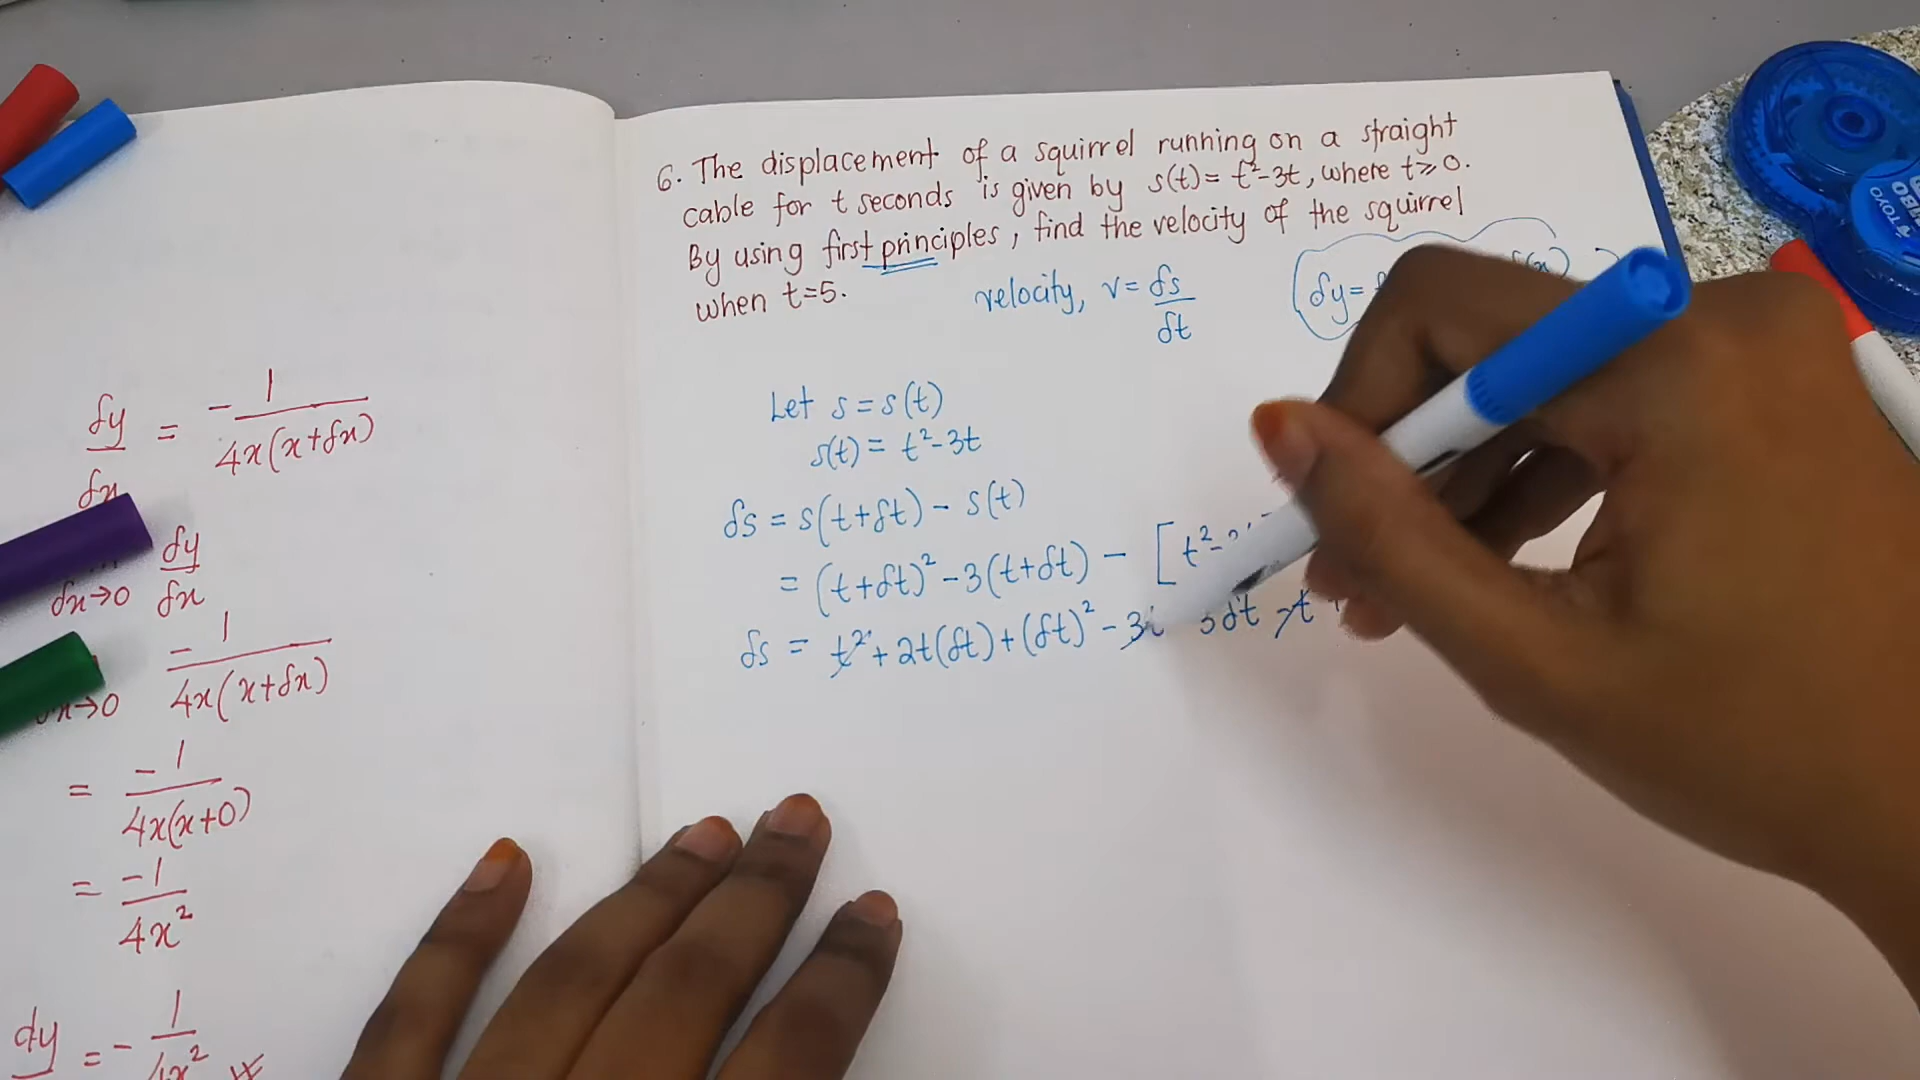 6. The displacement of a squirrel running on a straight
cable for t seconds is given by s(t) = t²-3t, where t≥0.
By using first principles, find the velocity of the squirrel
when t=5.
velocity, v = δs/δt
δy=
Let s = s(t)
s(t) = t²-3t
δs = s(t+δt) - s(t)
= (t+δt)² - 3(t+δt) - [t²-
δs = t² + 2t(δt) + (δt)² - 3t
δy/δx = -1/4x(x+δx)
δx→0 δy/δx
→0 -1/4x(x+δx)
= -1/4x(x+0)
= -1/4x²
dy = -1/4x²
TOYO